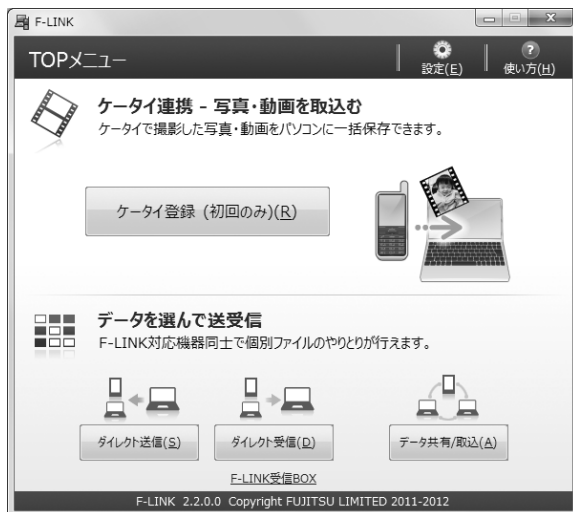 F-LINK
TOPメニュー
設定(E)
使い方(H)
ケータイ連携 - 写真・動画を取込む
ケータイで撮影した写真・動画をパソコンに一括保存できます。
ケータイ登録 (初回のみ)(R)
データを選んで送受信
F-LINK対応機器同士で個別ファイルのやりとりが行えます。
ダイレクト送信(S)
ダイレクト受信(D)
データ共有/取込(A)
F-LINK受信BOX
F-LINK 2.2.0.0 Copyright FUJITSU LIMITED 2011-2012